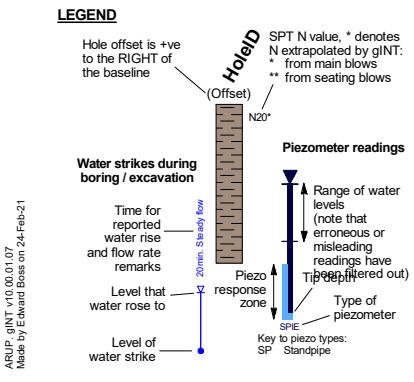 LEGEND
Hole offset is +ve
to the RIGHT of
the baseline
HoleID
(Offset)
SPT N value, * denotes
N extrapolated by gINT:
* from main blows
** from seating blows
N20*
Water strikes during
boring / excavation
Time for
reported
water rise
and flow rate
remarks
20min. Steady flow
Level that
water rose to
Level of
water strike
Piezometer readings
Range of water
levels
(note that
erroneous or
misleading
readings have
been filtered out)
Tip depth
Piezo
response
zone
Type of
piezometer
SPIE
Key to piezo types:
SP Standpipe
ARUP. gINT v10.00.01.07
Made by Edward Boss on 24-Feb-21